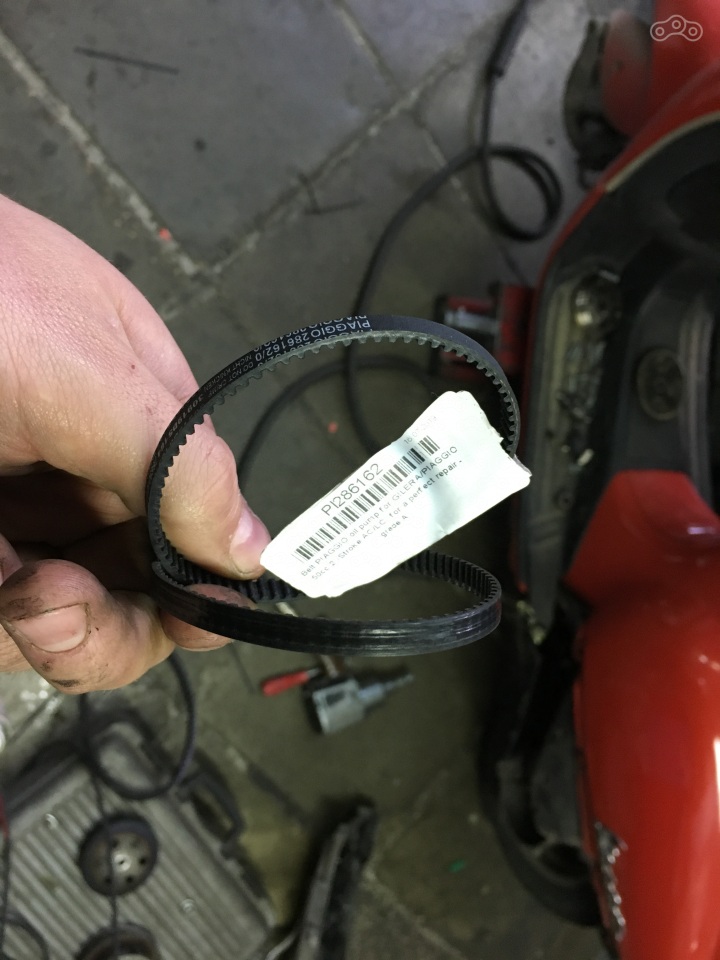 PIAGGIO 286162/0
PI286162
Belt PIAGGIO oil pump for GILERA/PIAGGIO
50cc 2-Stroke AC/LC, for a perfect repair -
grade A